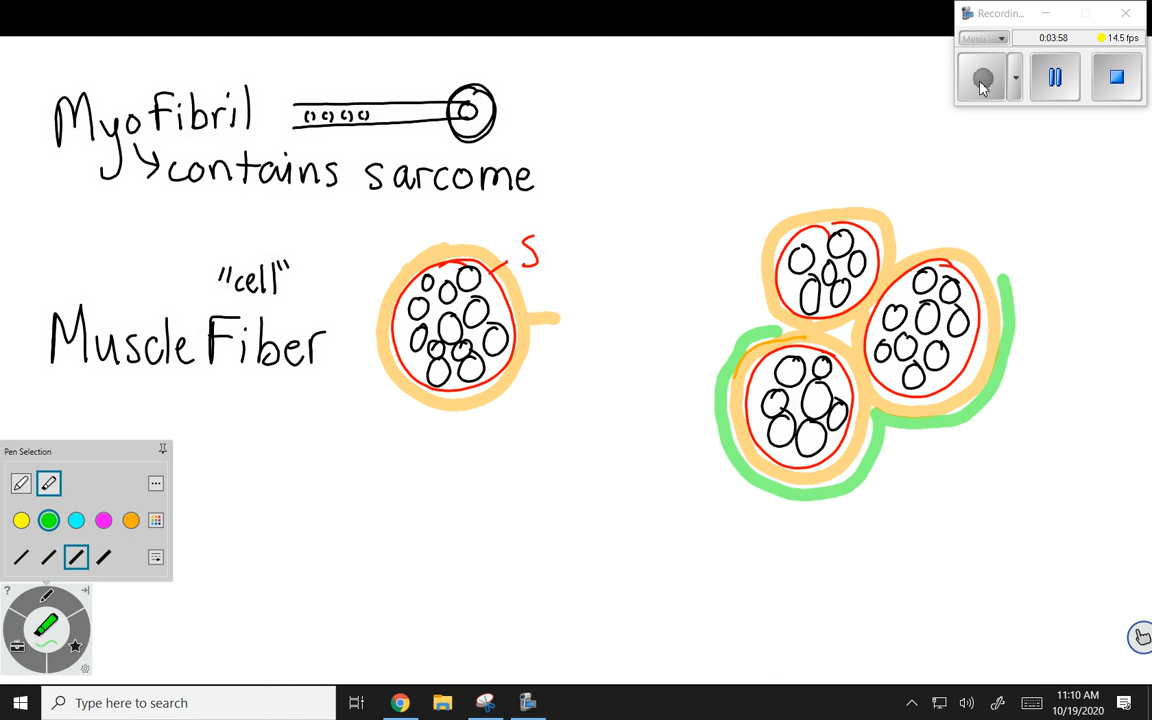 Recordin...
Menu
0:03:58
14.5 fps
MyoFibril
contains sarcome
S
"cell"
Muscle Fiber
Pen Selection
?
Type here to search
11:10 AM
10/19/2020